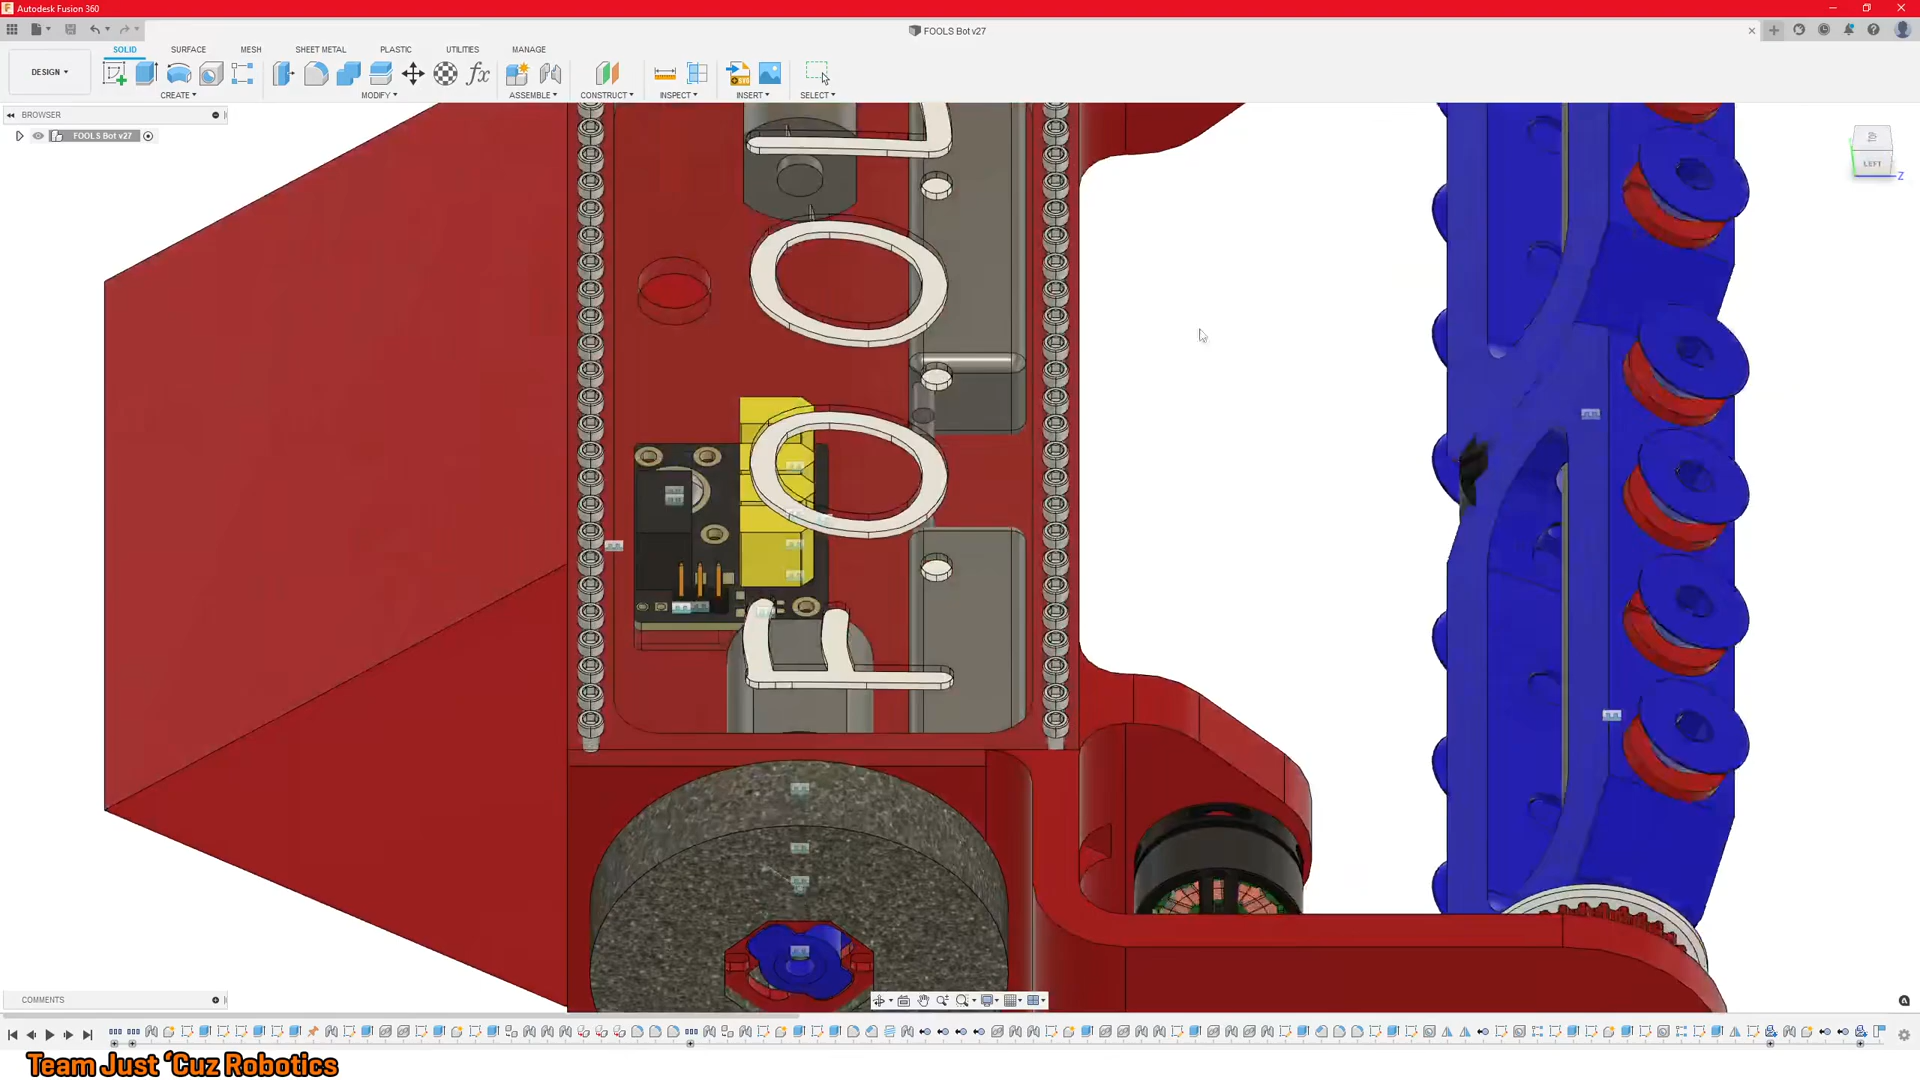 Autodesk Fusion 360
FOOLS Bot v27
DESIGN
SOLID SURFACE MESH SHEET METAL PLASTIC UTILITIES MANAGE
CREATE MODIFY ASSEMBLE CONSTRUCT INSPECT INSERT SELECT
BROWSER
FOOLS Bot v27
LEFT
Z
O
O
F
COMMENTS
Team Just ‘Cuz Robotics